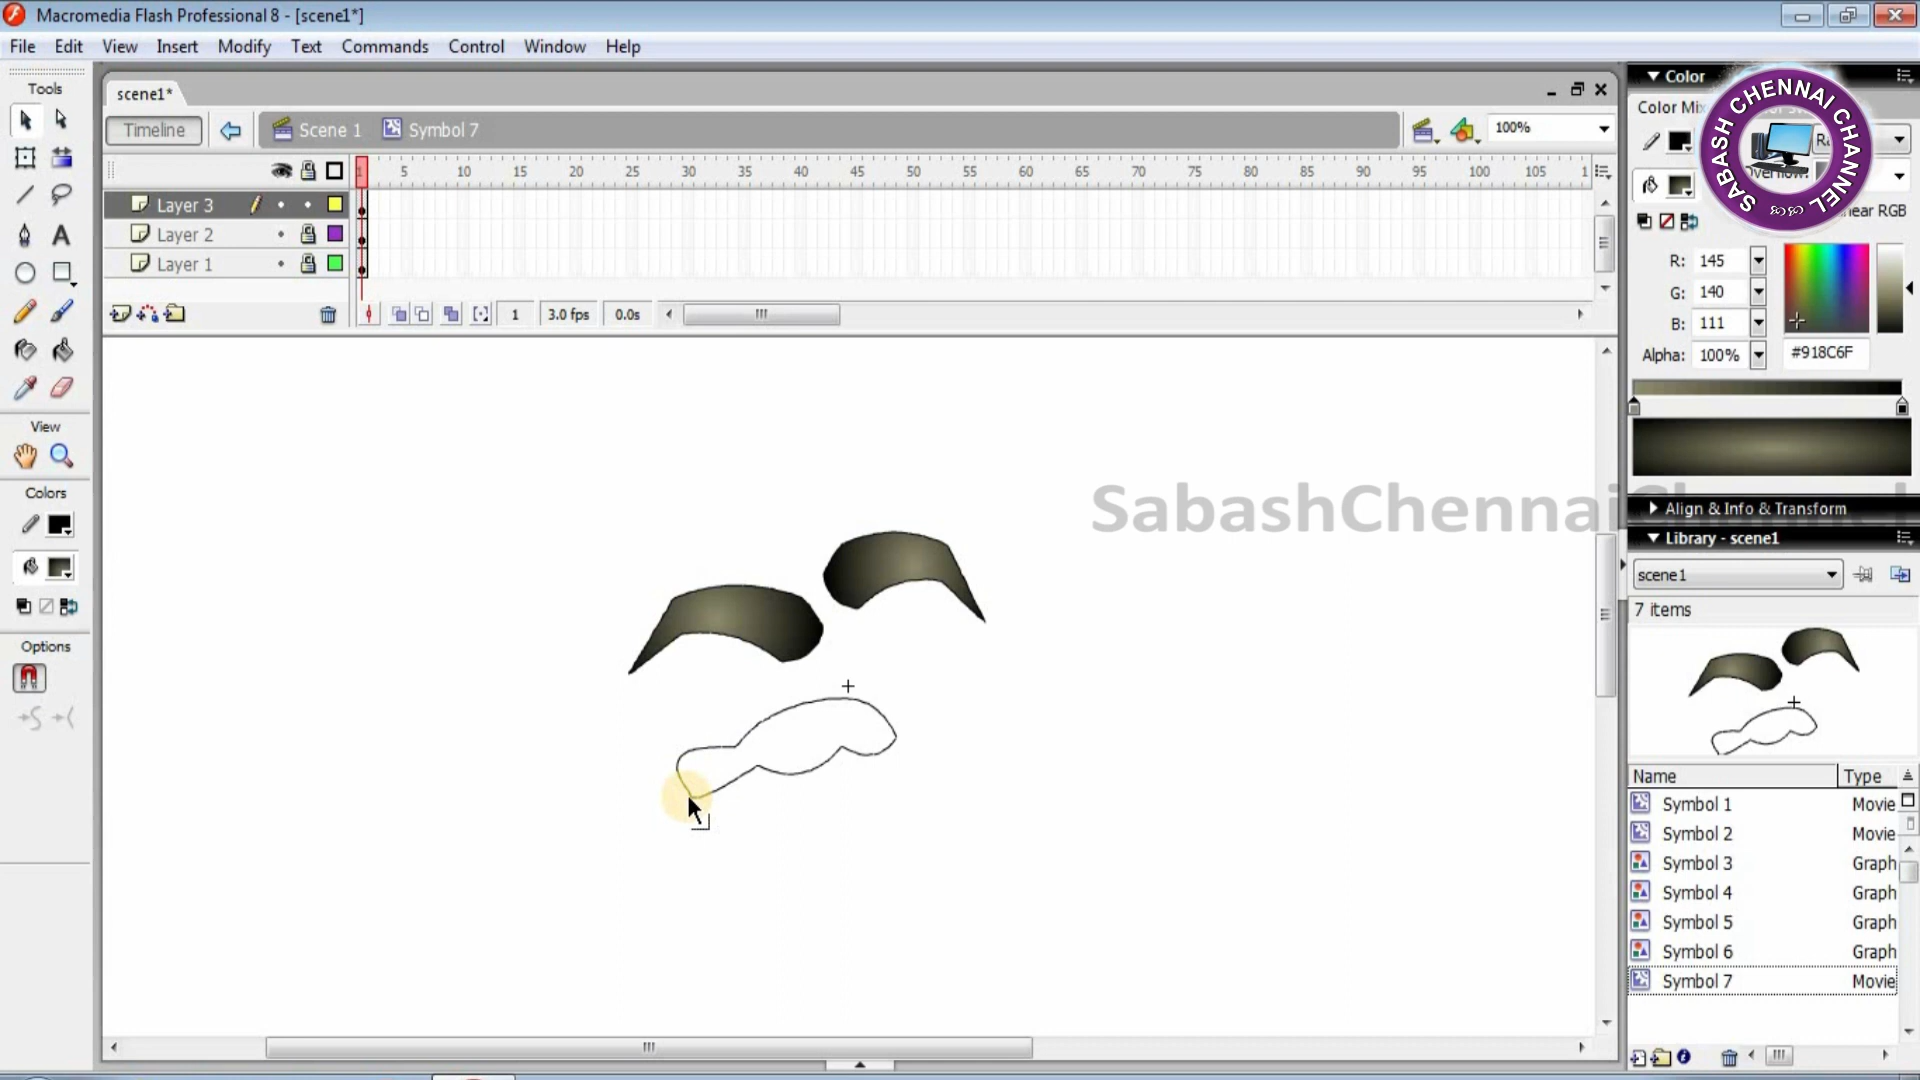 Macromedia Flash Professional 8 - [scene1*]
File Edit View Insert Modify Text Commands Control Window Help
Tools
scene1*
Timeline Scene 1 Symbol 7 100%
1 5 10 15 20 25 30 35 40 45 50 55 60 65 70 75 80 85 90 95 100 105 1
Layer 3
Layer 2
Layer 1
1 3.0 fps 0.0s
View
Colors
Options
Color
Color Mix
SABASH CHENNAI CHANNEL
Overflow:
near RGB
R: 145
G: 140
B: 111
Alpha: 100% #918C6F
SabashChennai
Align & Info & Transform
Library - scene1
scene1
7 items
Name Type
Symbol 1 Movie
Symbol 2 Movie
Symbol 3 Graph
Symbol 4 Graph
Symbol 5 Graph
Symbol 6 Graph
Symbol 7 Movie